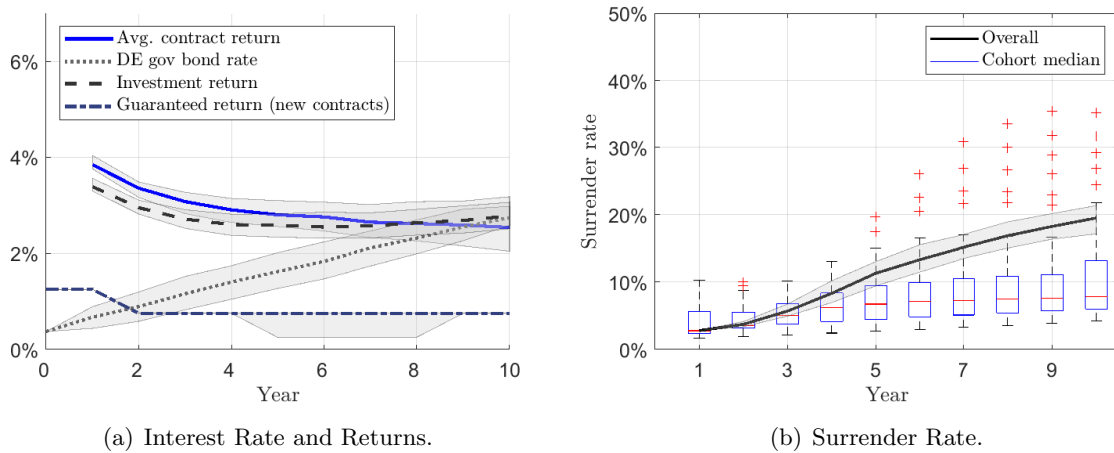 Avg. contract return
DE gov bond rate
Investment return
Guaranteed return (new contracts)
6%
4%
2%
0%
0
2
4
6
8
10
Year
(a) Interest Rate and Returns.
Overall
Cohort median
50%
40%
30%
20%
10%
0%
Surrender rate
1
3
5
7
9
Year
(b) Surrender Rate.